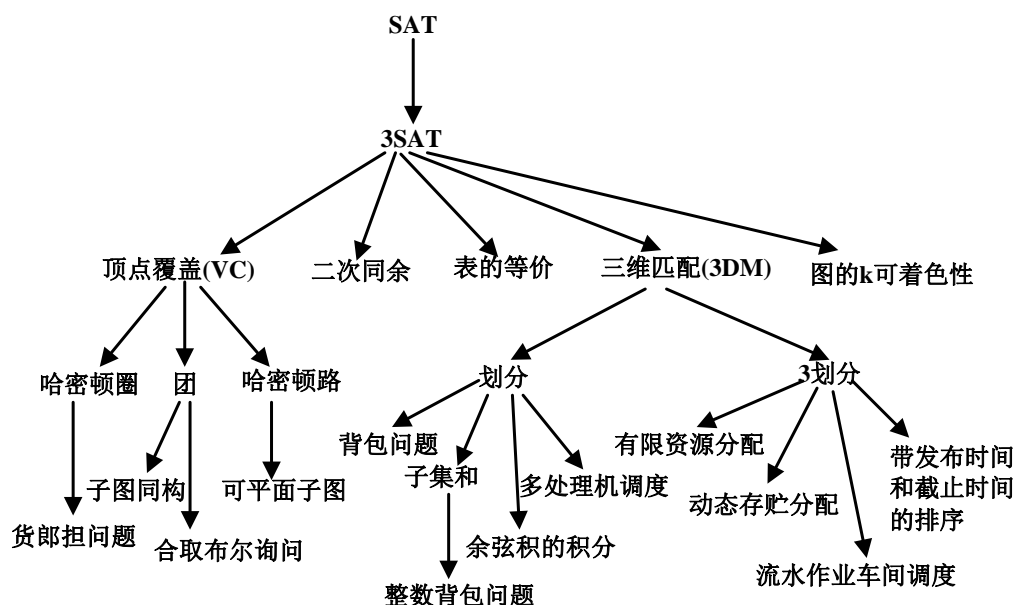 SAT
3SAT
顶点覆盖(VC)
二次同余
表的等价
三维匹配(3DM)
图的k可着色性
哈密顿圈
团
哈密顿路
划分
3划分
背包问题
有限资源分配
带发布时间
和截止时间
的排序
子图同构
可平面子图
子集和
多处理机调度
动态存贮分配
货郎担问题
合取布尔询问
余弦积的积分
流水作业车间调度
整数背包问题